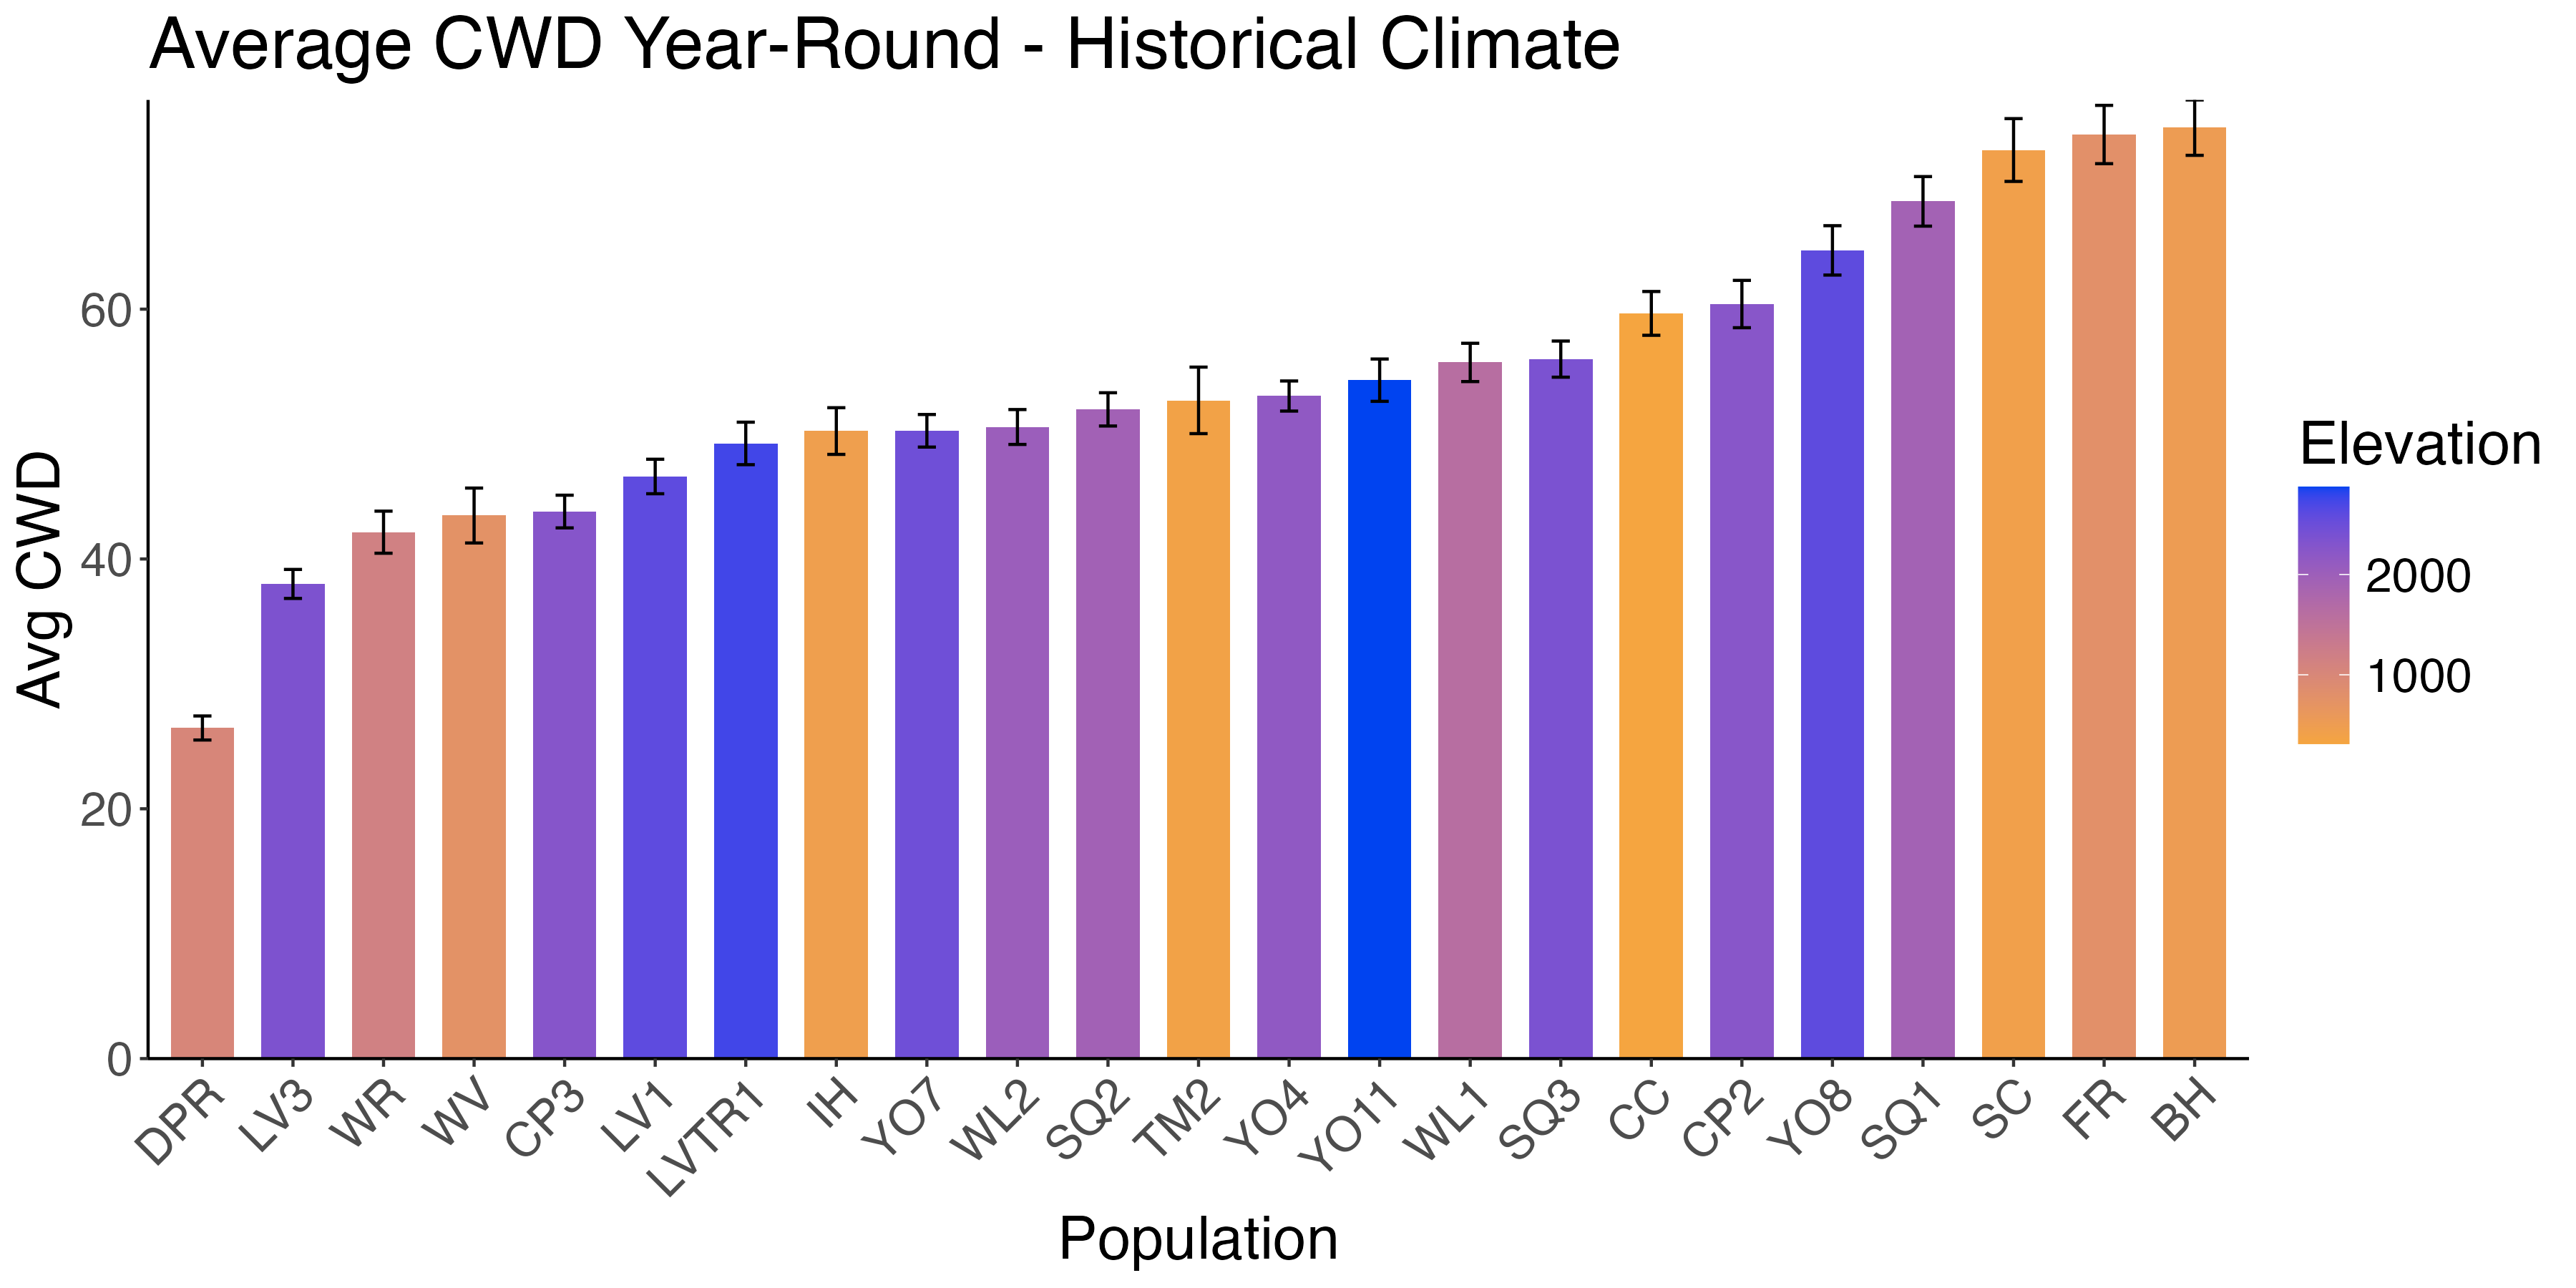 Average CWD Year-Round - Historical Climate
Avg CWD
60
40
20
0
DPR
LV3
WR
WV
CP3
LV1
LVTR1
IH
YO7
WL2
SQ2
TM2
YO4
YO11
WL1
SQ3
CC
CP2
YO8
SQ1
SC
FR
BH
Population
Elevation
2000
1000